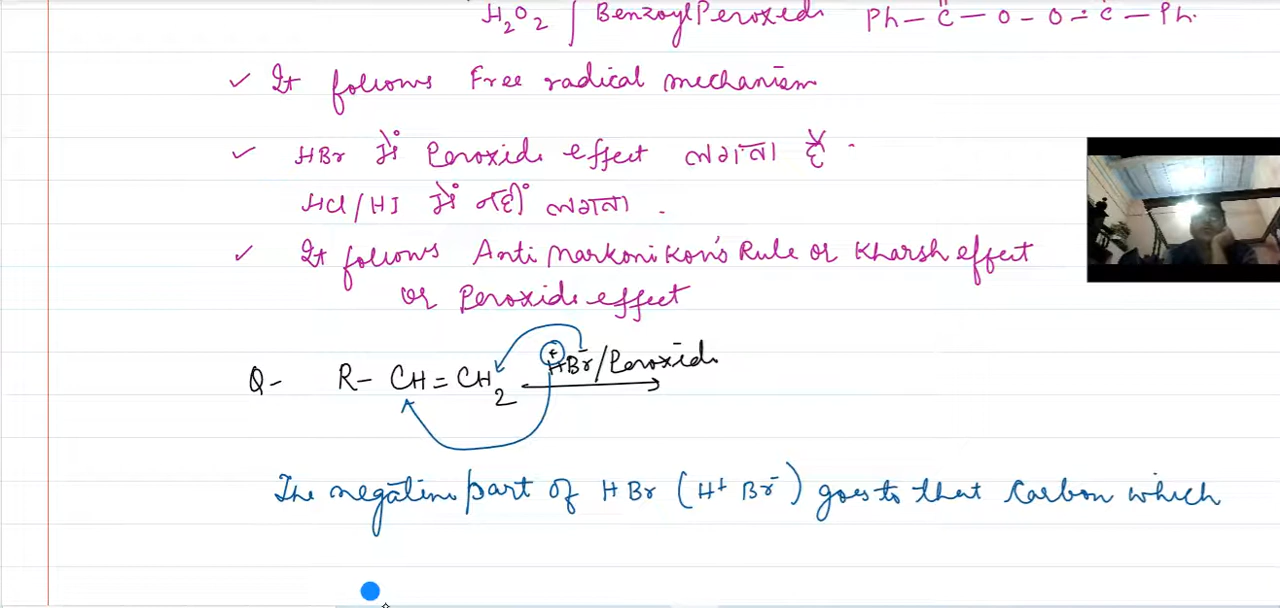 H2O2 / Benzoyl Peroxide Ph-C-O-O-C-Ph.
✓ It follows Free radical mechanism
✓ HBr में Peroxide effect लगता है.
HCl/HI में नहीं लगता.
✓ It follows Anti Markonikon's Rule or Kharsh effect
or Peroxide effect
Q- R-CH=CH2 HBr/Peroxide
The negative part of HBr (H+ Br-) goes to that Carbon which